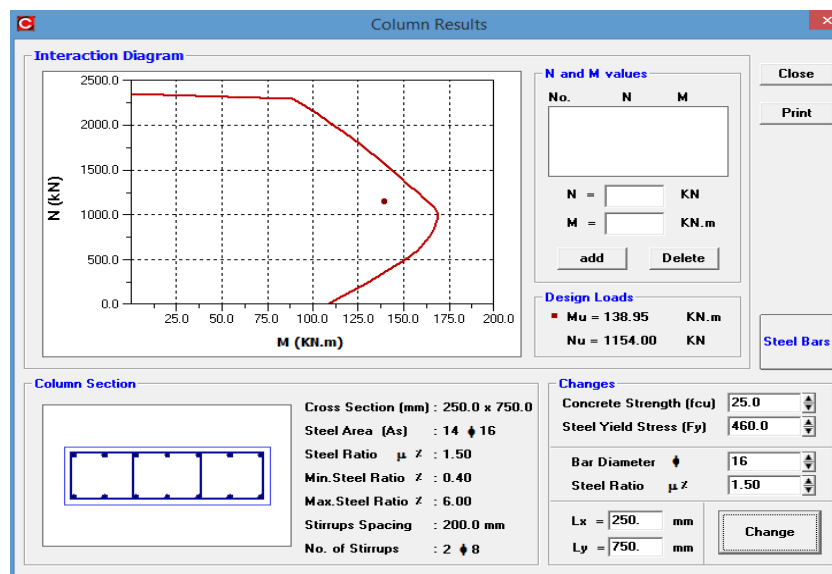 C Column Results ×
Interaction Diagram
N (kN)
2500.0
2000.0
1500.0
1000.0
500.0
0.0
25.0 50.0 75.0 100.0 125.0 150.0 175.0 200.0
M (KN.m)
N and M values
No. N M
N = KN
M = KN.m
add Delete
Design Loads
Mu = 138.95 KN.m
Nu = 1154.00 KN
Close
Print
Steel Bars
Column Section
Cross Section (mm) : 250.0 x 750.0
Steel Area (As) : 14 ϕ 16
Steel Ratio μ % : 1.50
Min.Steel Ratio % : 0.40
Max.Steel Ratio % : 6.00
Stirrups Spacing : 200.0 mm
No. of Stirrups : 2 ϕ 8
Changes
Concrete Strength (fcu) 25.0
Steel Yield Stress (Fy) 460.0
Bar Diameter ϕ 16
Steel Ratio μ % 1.50
Lx = 250. mm
Ly = 750. mm
Change